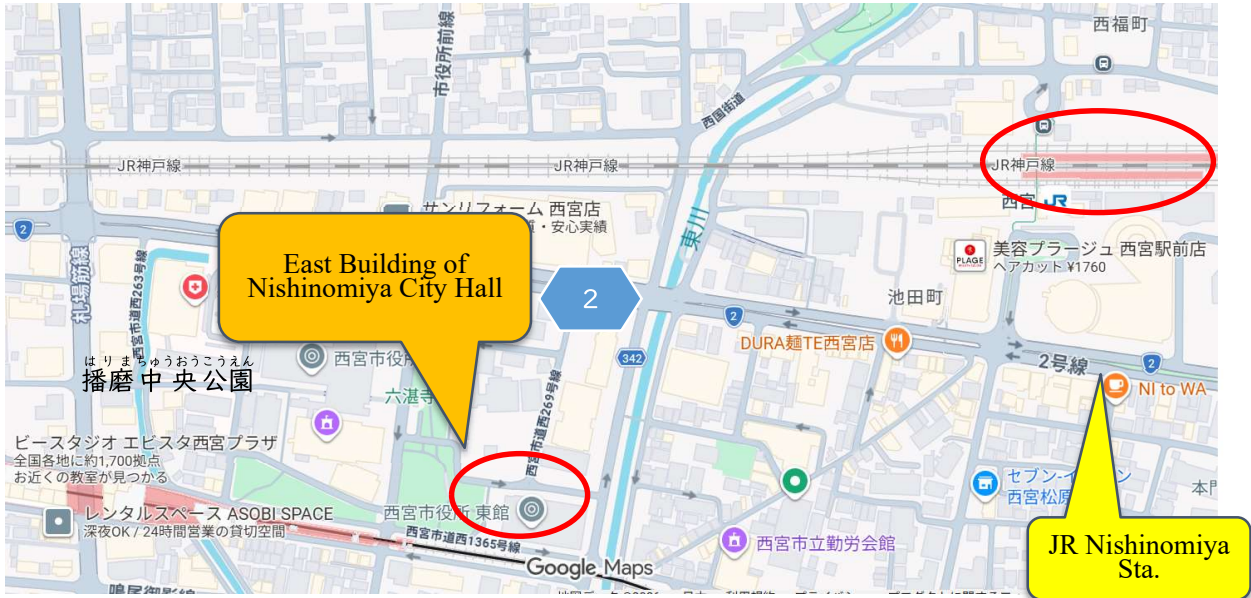 西福町
市役所前線
西国街道
JR神戸線
JR神戸線
JR神戸線
西宮 JR
サンリフォーム 西宮店
質・安心実績
East Building of
Nishinomiya City Hall
2
2
東川
PLAGE
美容プラージュ 西宮駅前店
ヘアカット ¥1760
池田町
2
DURA麺TE西宮店
2号線
2
NI to WA
札場筋線
西宮市道西263号線
342
西宮市役所
六湛寺
西宮市道西269号線
はりまちゅうおうこうえん
播磨中央公園
ビースタジオ エビスタ西宮プラザ
全国各地に約1,700拠点
お近くの教室が見つかる
レンタルスペース ASOBI SPACE
深夜OK / 24時間営業の貸切空間
西宮市役所 東館
西宮市道西1365号線
セブン-イ
ン
西宮松原
本
西宮市立勤労会館
JR Nishinomiya
Sta.
Google Maps
鳴尾御影線